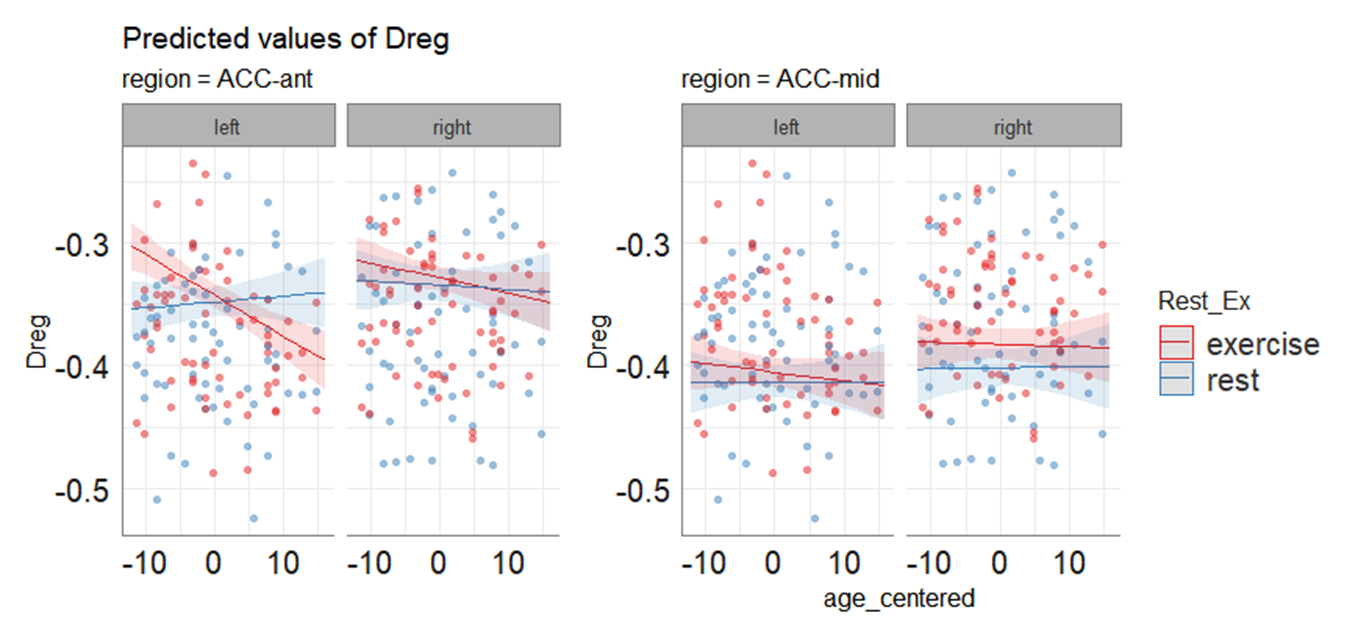 Predicted values of Dreg
region = ACC-ant
region = ACC-mid
left
right
left
right
Dreg
-0.3
-0.4
-0.5
Dreg
-0.3
-0.4
-0.5
-10 0 10
-10 0 10
-10 0 10
-10 0 10
age_centered
Rest_Ex
exercise
rest